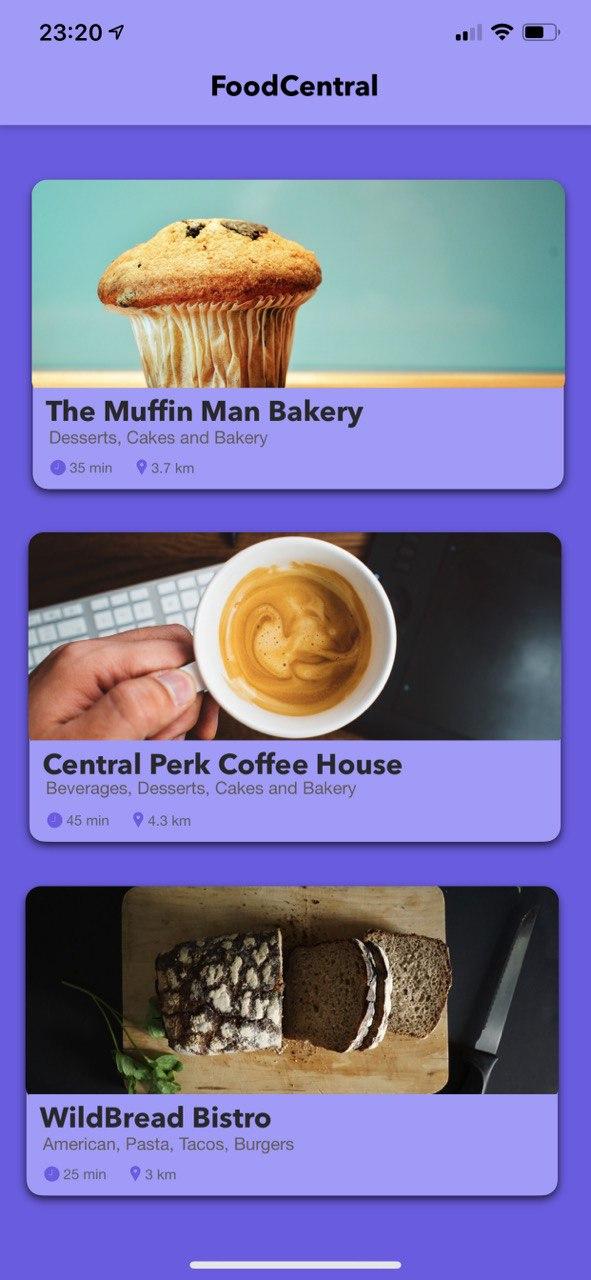 23:20
FoodCentral
The Muffin Man Bakery
Desserts, Cakes and Bakery
35 min 3.7 km
Central Perk Coffee House
Beverages, Desserts, Cakes and Bakery
45 min 4.3 km
WildBread Bistro
American, Pasta, Tacos, Burgers
25 min 3 km